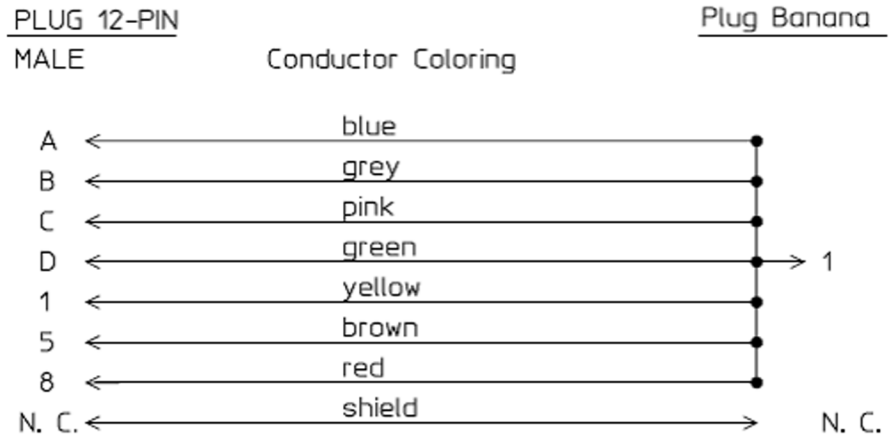 PLUG 12-PIN Plug Banana
MALE Conductor Coloring
A blue
B grey
C pink
D green 1
1 yellow
5 brown
8 red
N. C. shield N. C.